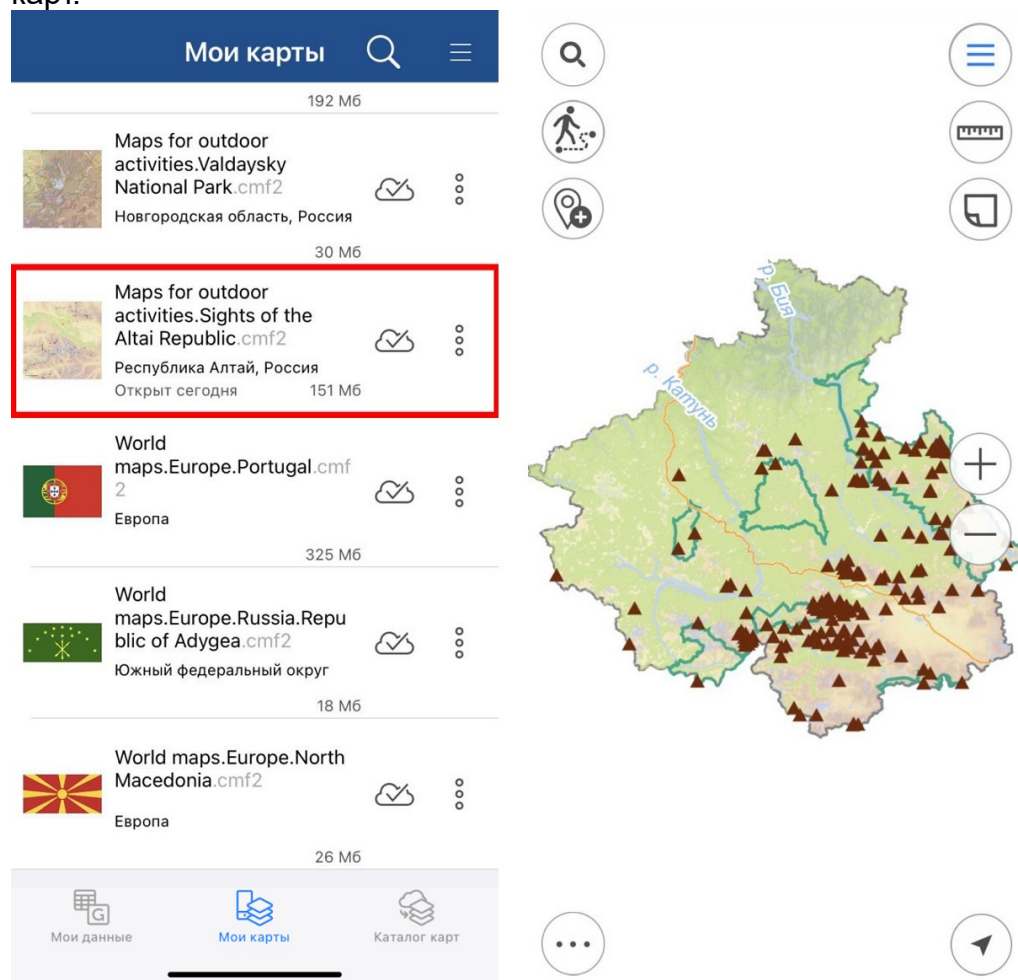 карт.
Мои карты
192 Мб
Maps for outdoor
activities.Valdaysky
National Park.cmf2
Новгородская область, Россия
30 Мб
Maps for outdoor
activities.Sights of the
Altai Republic.cmf2
Республика Алтай, Россия
Открыт сегодня 151 Мб
World
maps.Europe.Portugal.cmf
2
Европа
325 Мб
World
maps.Europe.Russia.Repu
blic of Adygea.cmf2
Южный федеральный округ
18 Мб
World maps.Europe.North
Macedonia.cmf2
Европа
26 Мб
G
Мои данные Мои карты Каталог карт
р. Бия
р. Катунь